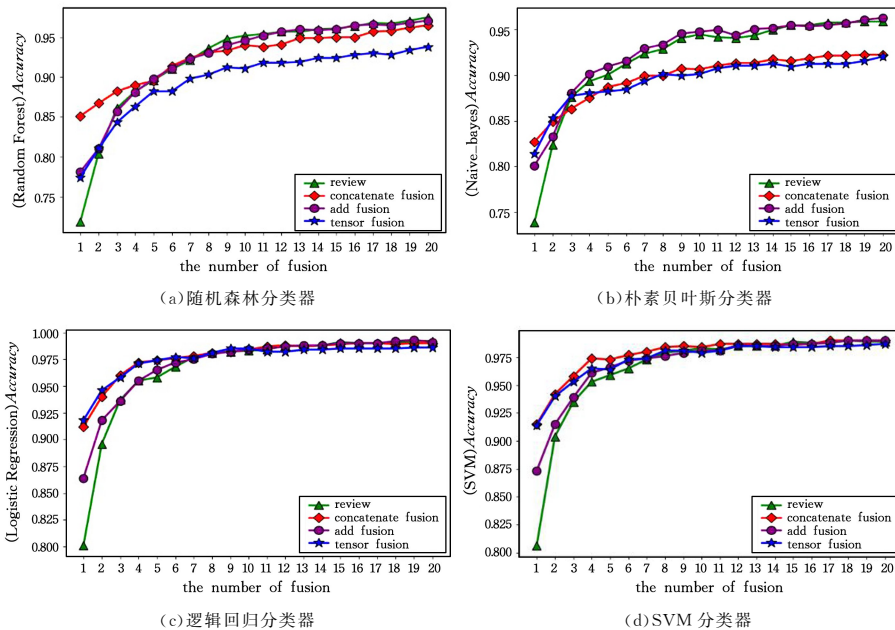 (Random Forest)Accuracy
0.95
0.90
0.85
0.80
0.75
1 2 3 4 5 6 7 8 9 10 11 12 13 14 15 16 17 18 19 20
the number of fusion
review
concatenate fusion
add fusion
tensor fusion
(a)随机森林分类器
(Naive_bayes)Accuracy
0.95
0.90
0.85
0.80
0.75
1 2 3 4 5 6 7 8 9 10 11 12 13 14 15 16 17 18 19 20
the number of fusion
review
concatenate fusion
add fusion
tensor fusion
(b)朴素贝叶斯分类器
(Logistic Regression)Accuracy
1.000
0.975
0.950
0.925
0.900
0.875
0.850
0.825
0.800
1 2 3 4 5 6 7 8 9 10 11 12 13 14 15 16 17 18 19 20
the number of fusion
review
concatenate fusion
add fusion
tensor fusion
(c)逻辑回归分类器
(SVM)Accuracy
0.975
0.950
0.925
0.900
0.875
0.850
0.825
0.800
1 2 3 4 5 6 7 8 9 10 11 12 13 14 15 16 17 18 19 20
the number of fusion
review
concatenate fusion
add fusion
tensor fusion
(d)SVM 分类器